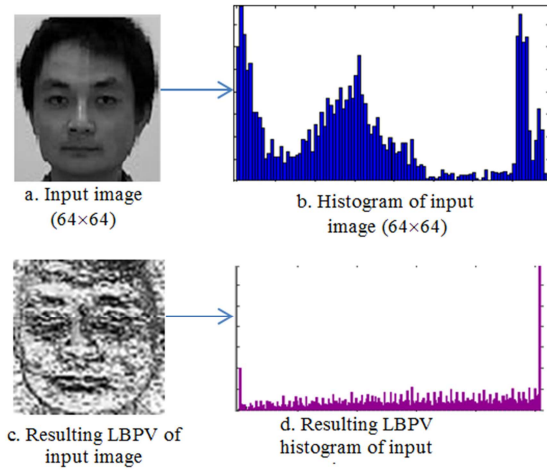 a. Input image
(64×64)
b. Histogram of input
image (64×64)
c. Resulting LBPV of
input image
d. Resulting LBPV
histogram of input